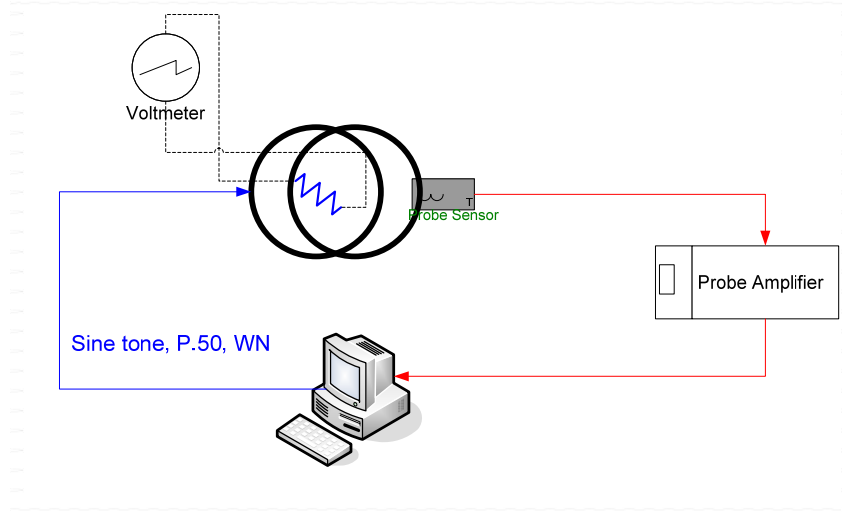 Voltmeter
T
Probe Sensor
Probe Amplifier
Sine tone, P.50, WN